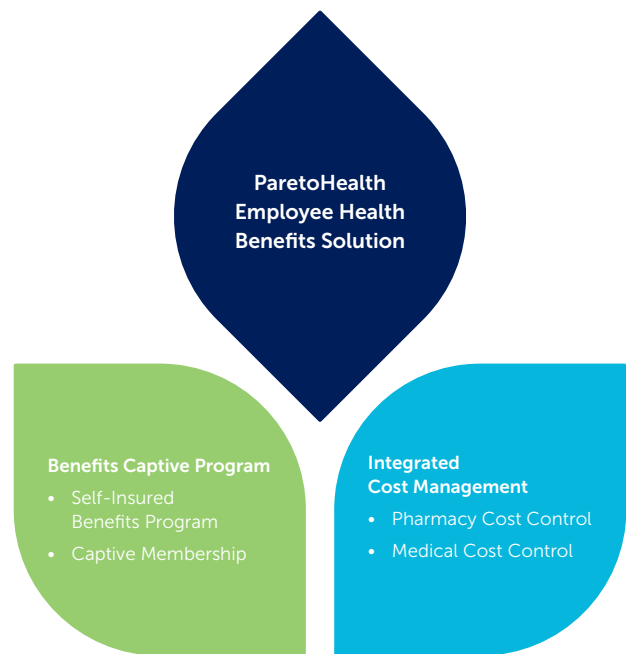 ParetoHealth
Employee Health
Benefits Solution
Benefits Captive Program
• Self-Insured
Benefits Program
• Captive Membership
Integrated
Cost Management
• Pharmacy Cost Control
• Medical Cost Control